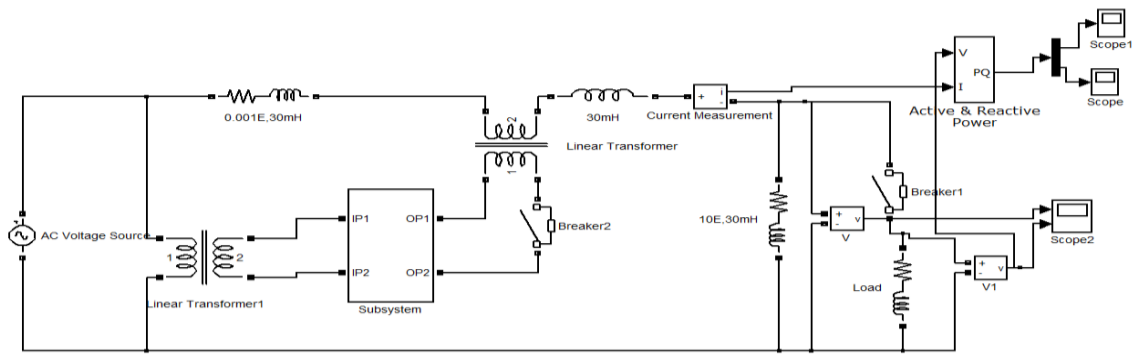 Scope1
V
PQ
I
Scope
Active & Reactive
Power
0.001E,30mH
30mH
i
+
-
Current Measurement
2
Linear Transformer
1
Breaker1
IP1
OP1
10E,30mH
+
-
v
V
Scope2
AC Voltage Source
Breaker2
1
2
IP2
OP2
+
-
v
V1
Load
Linear Transformer1
Subsystem